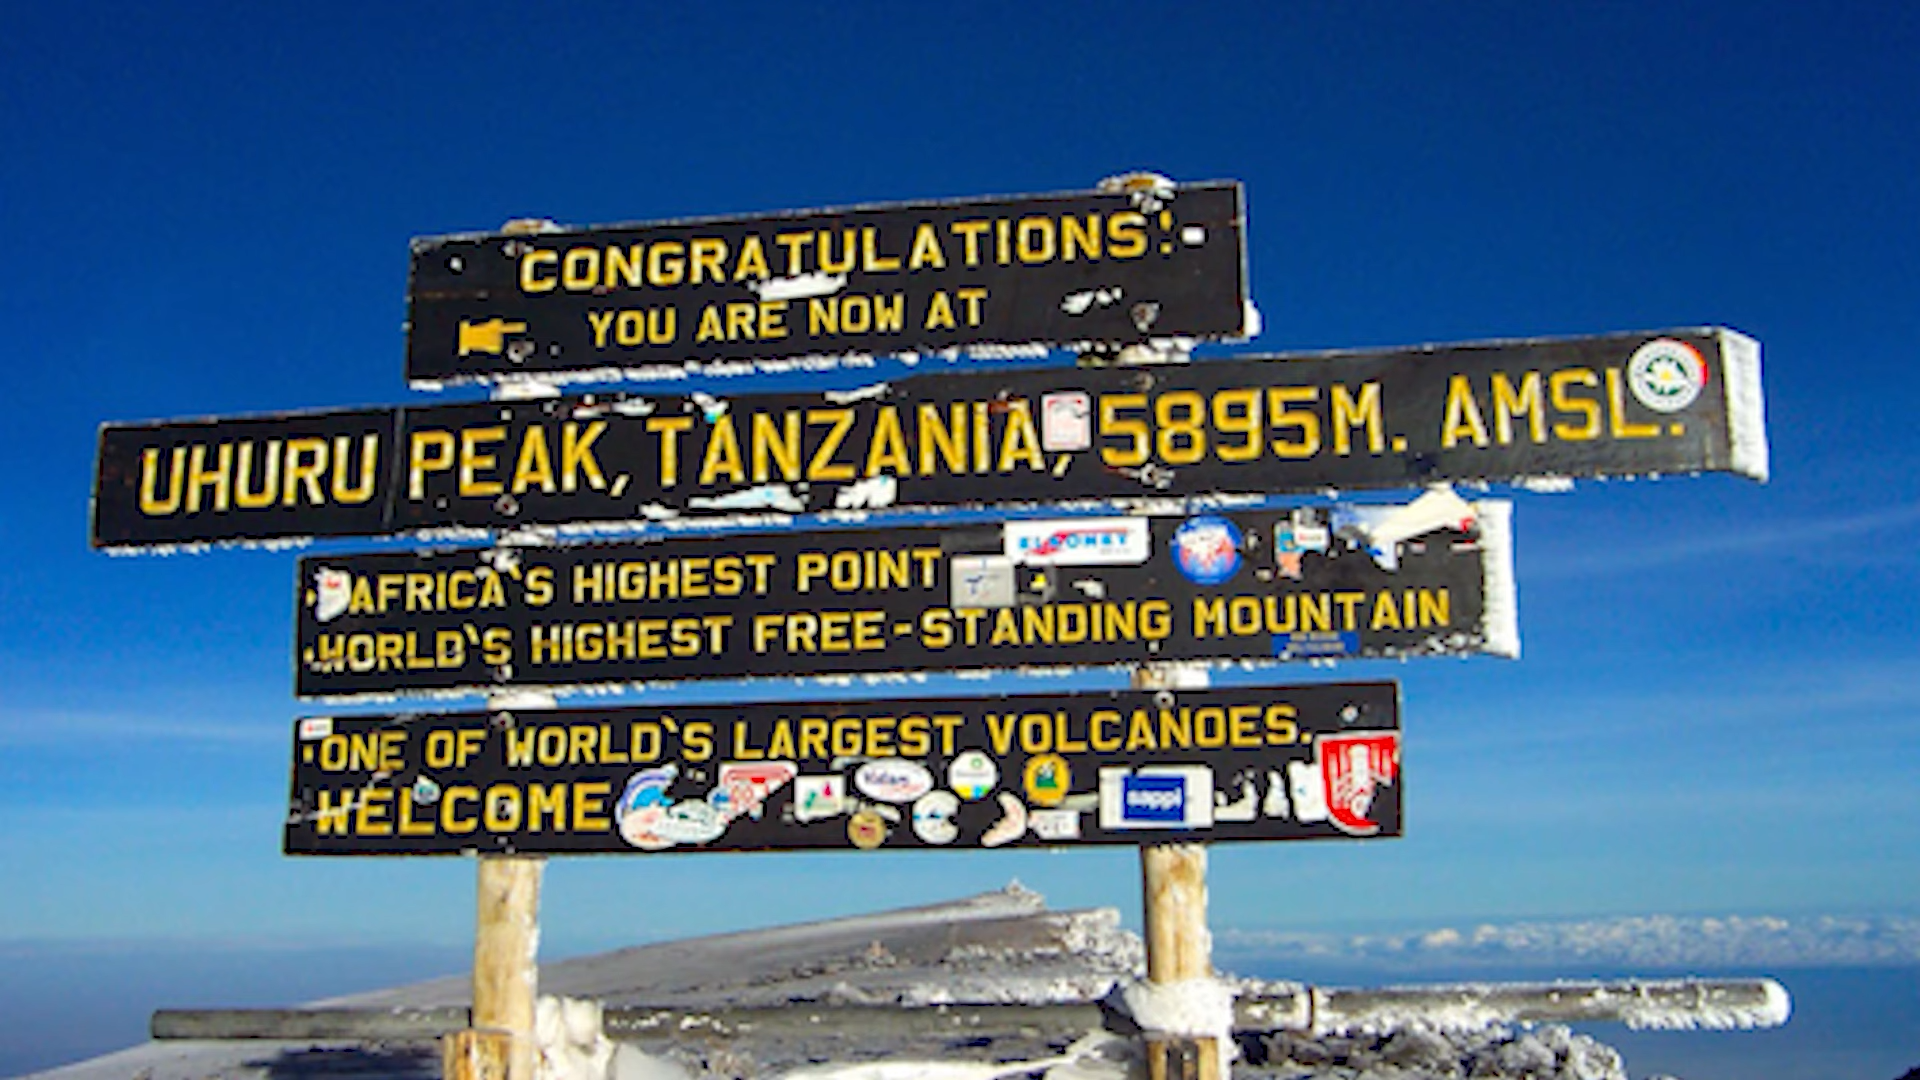 CONGRATULATIONS!
YOU ARE NOW AT
UHURU PEAK, TANZANIA, 5895M. AMSL.
•AFRICA`S HIGHEST POINT
•WORLD`S HIGHEST FREE-STANDING MOUNTAIN
•ONE OF WORLD`S LARGEST VOLCANOES.
WELCOME
sappi